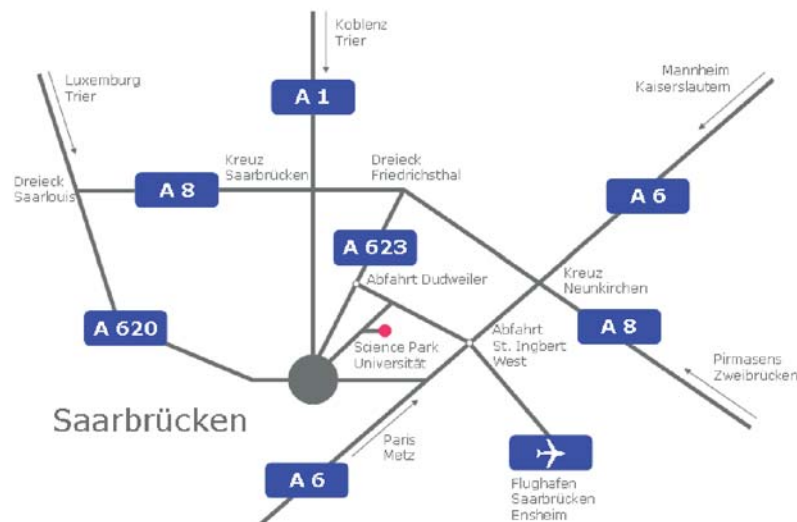 Koblenz
Trier
Luxemburg
Trier
A 1
Mannheim
Kaiserslautern
Kreuz
Saarbrücken
Dreieck
Friedrichsthal
Dreieck
Saarlouis
A 8
A 6
A 623
Abfahrt Dudweiler
Kreuz
Neunkirchen
A 620
A 8
Abfahrt
St. Ingbert
West
Science Park
Universität
Pirmasens
Zweibrücken
Saarbrücken
Paris
Metz
A 6
Flughafen
Saarbrücken
Ensheim